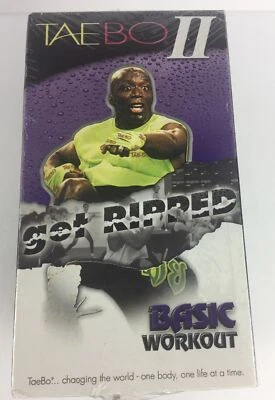 TAEBO II
get RIPPED
BASIC
WORKOUT
TaeBo®... changing the world - one body, one life at a time.